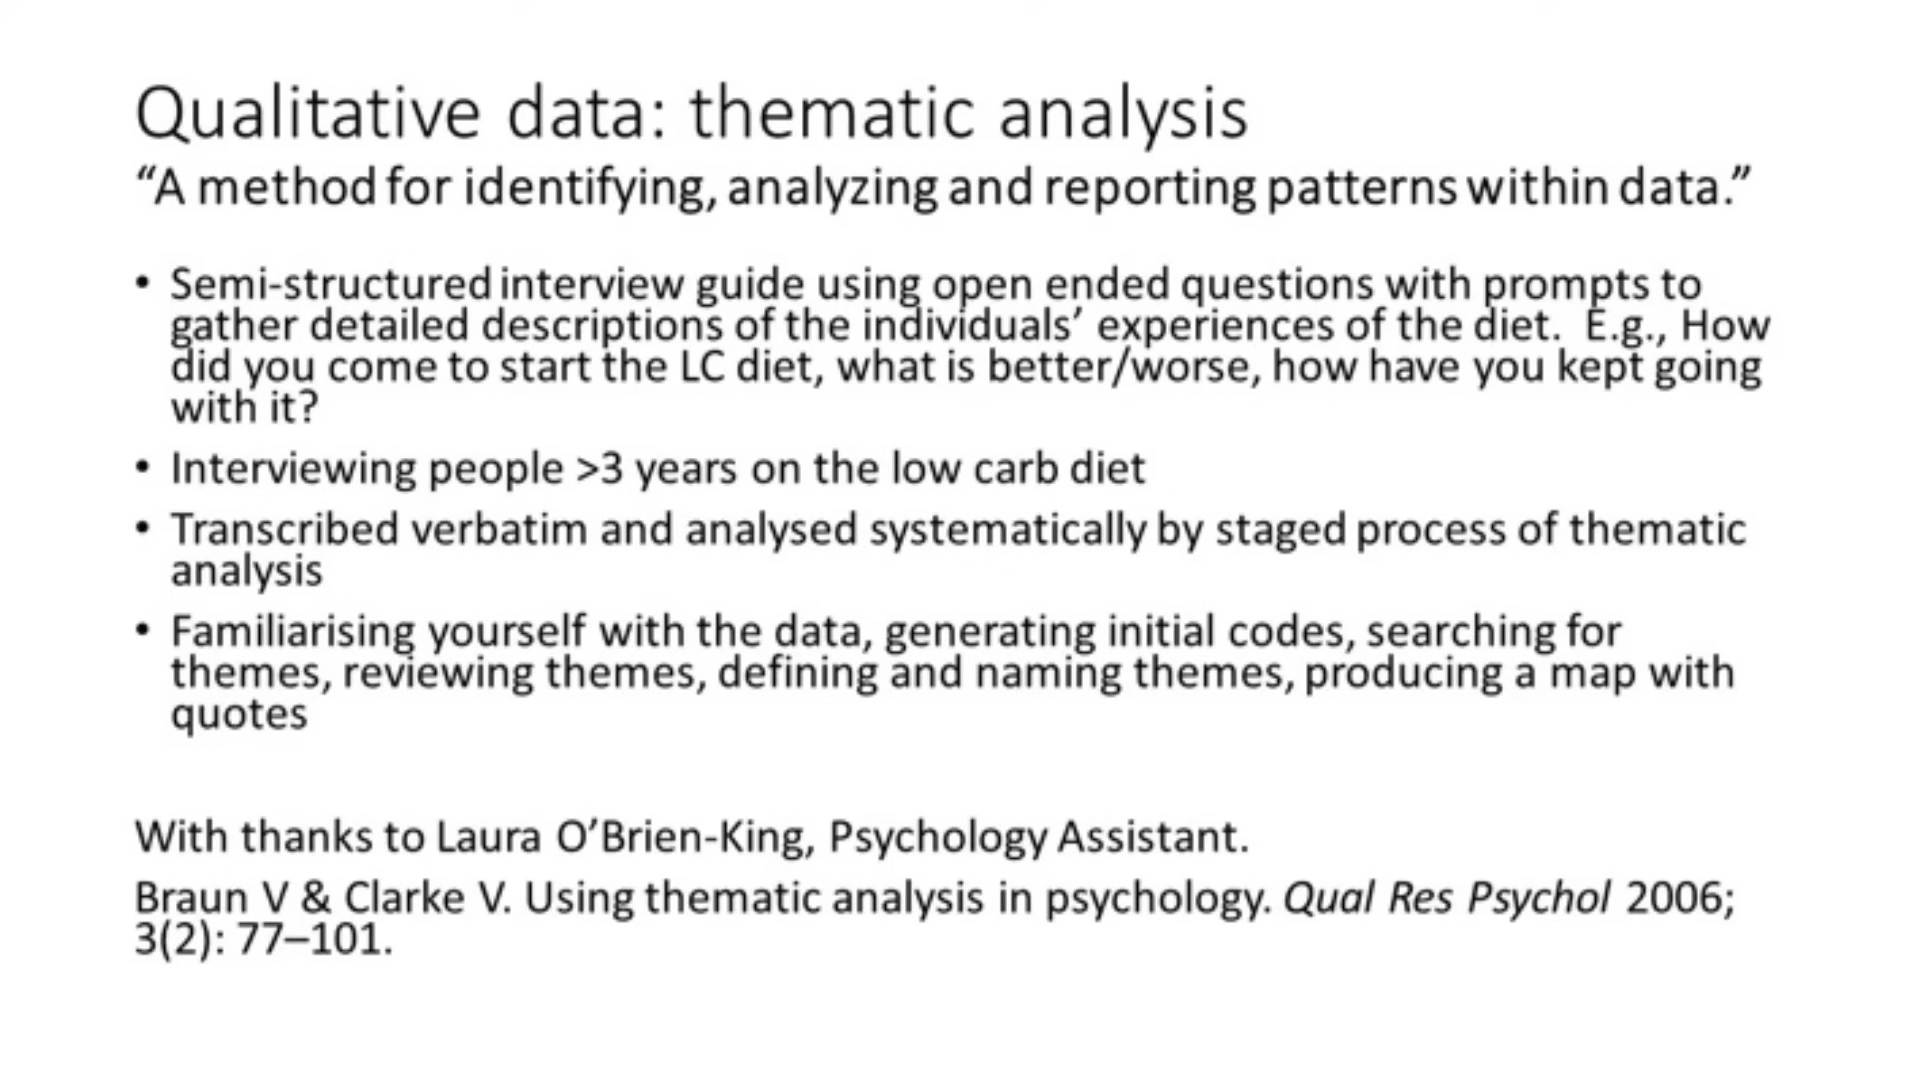 Qualitative data: thematic analysis
“A method for identifying, analyzing and reporting patterns within data.”
• Semi-structured interview guide using open ended questions with prompts to
gather detailed descriptions of the individuals’ experiences of the diet.  E.g., How
did you come to start the LC diet, what is better/worse, how have you kept going
with it?
• Interviewing people >3 years on the low carb diet
• Transcribed verbatim and analysed systematically by staged process of thematic
analysis
• Familiarising yourself with the data, generating initial codes, searching for
themes, reviewing themes, defining and naming themes, producing a map with
quotes
With thanks to Laura O’Brien-King, Psychology Assistant.
Braun V & Clarke V. Using thematic analysis in psychology. Qual Res Psychol 2006;
3(2): 77–101.